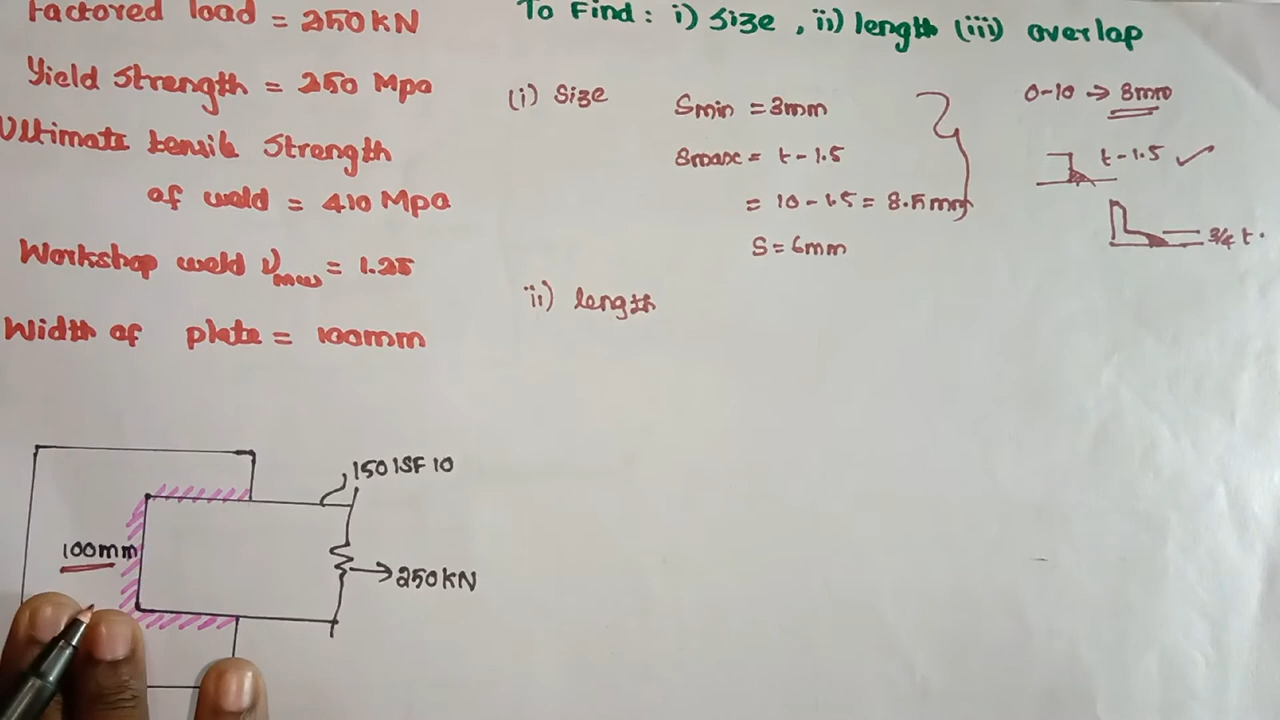 Factored load = 250 KN
Yield Strength = 250 Mpa
Ultimate tensile Strength
of weld = 410 Mpa
Workshop weld γmw = 1.25
Width of plate = 100mm
150 ISF 10
100mm
→250KN
To Find : i) Size , ii) length (iii) overlap
(i) Size
Smin = 3mm
Smax = t - 1.5
= 10 - 1.5 = 8.5mm
S = 6mm
0-10 → 3mm
t-1.5 ✓
3/4 t.
ii) length